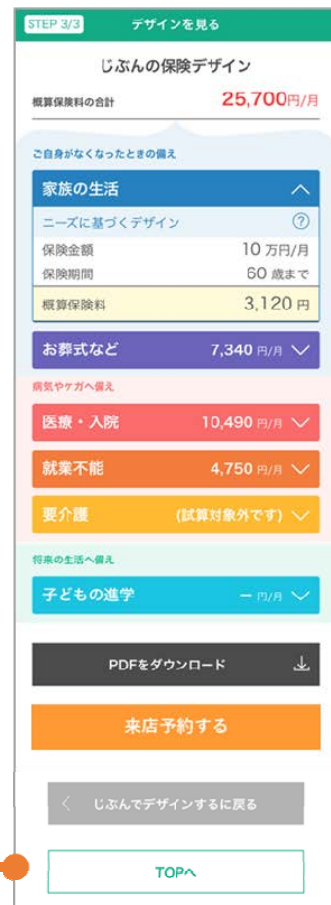 STEP 3/3 デザインを見る
じぶんの保険デザイン
概算保険料の合計 25,700円/月
ご自身がなくなったときの備え
家族の生活
ニーズに基づくデザイン ?
保険金額 10 万円/月
保険期間 60 歳まで
概算保険料 3,120 円
お葬式など 7,340 円/月
病気やケガへ備え
医療・入院 10,490 円/月
就業不能 4,750 円/月
要介護 (試算対象外です)
将来の生活へ備え
子どもの進学 ー 円/月
PDFをダウンロード
来店予約する
〈 じぶんでデザインするに戻る
TOPへ